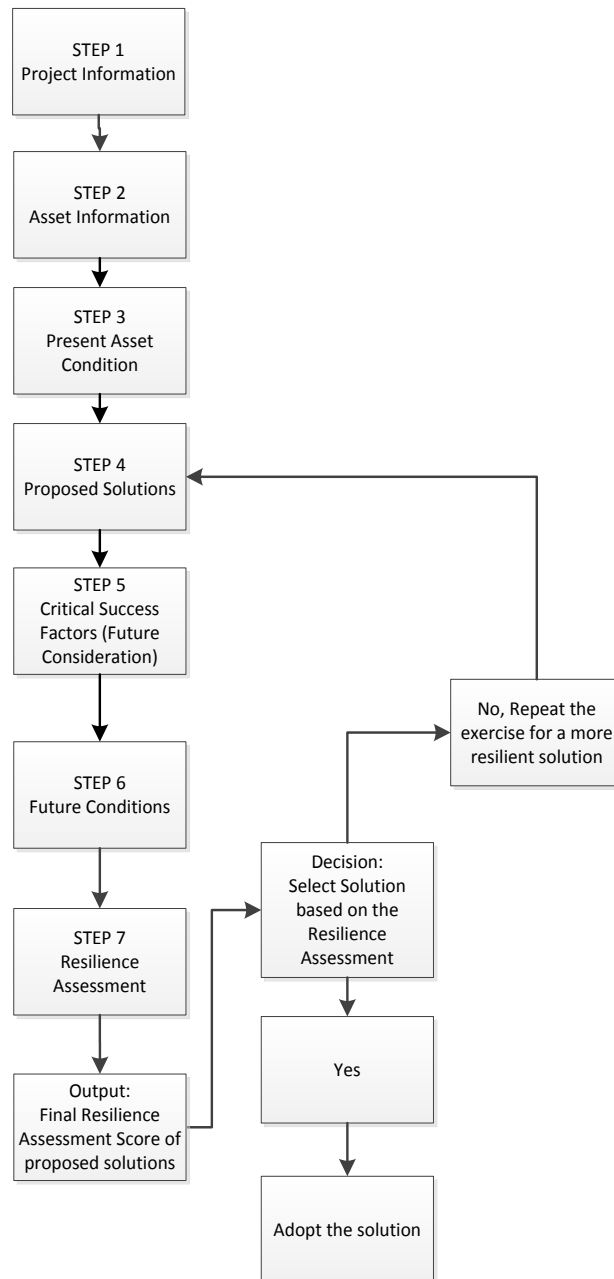 STEP 1
Project Information
STEP 2
Asset Information
STEP 3
Present Asset
Condition
STEP 4
Proposed Solutions
STEP 5
Critical Success
Factors (Future
Consideration)
STEP 6
Future Conditions
STEP 7
Resilience
Assessment
Output:
Final Resilience
Assessment Score of
proposed solutions
Decision:
Select Solution
based on the
Resilience
Assessment
No, Repeat the
exercise for a more
resilient solution
Yes
Adopt the solution